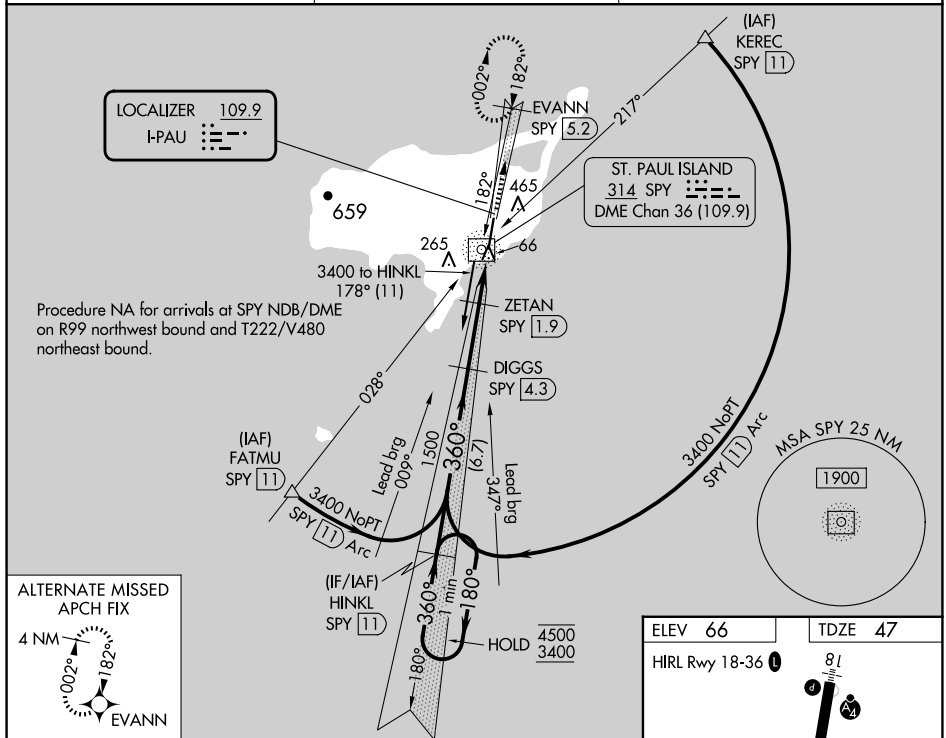 (IAF)
KEREC
SPY 11
002°
182°
EVANN
SPY 5.2
217°
LOCALIZER 109.9
I-PAU
ST. PAUL ISLAND
314 SPY
DME Chan 36 (109.9)
182°
465
659
265
66
3400 to HINKL
178° (11)
Procedure NA for arrivals at SPY NDB/DME
on R99 northwest bound and T222/V480
northeast bound.
ZETAN
SPY 1.9
DIGGS
SPY 4.3
028°
(IAF)
FATMU
SPY 11
Lead brg
009°
1500
360°
(6.7)
Lead brg
347°
3400 NoPT
SPY 11 Arc
3400 NoPT
SPY 11 Arc
MSA SPY 25 NM
1900
(IF/IAF)
HINKL
SPY 11
360°
1 min
180°
HOLD 4500
3400
180°
ALTERNATE MISSED
APCH FIX
4 NM
002°
182°
EVANN
ELEV 66
TDZE 47
HIRL Rwy 18-36 L
18
P
A4